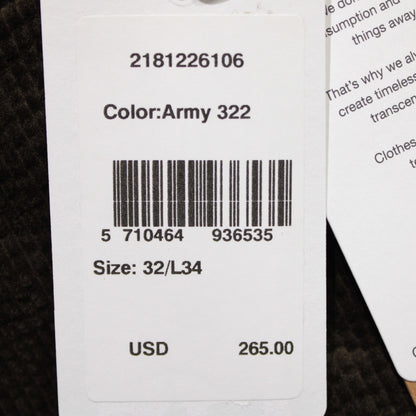 2181226106
Color:Army 322
5 710464 936535
Size: 32/L34
USD 265.00
sumption and
things away
That's why we al
create timeles
transcen
Clothes